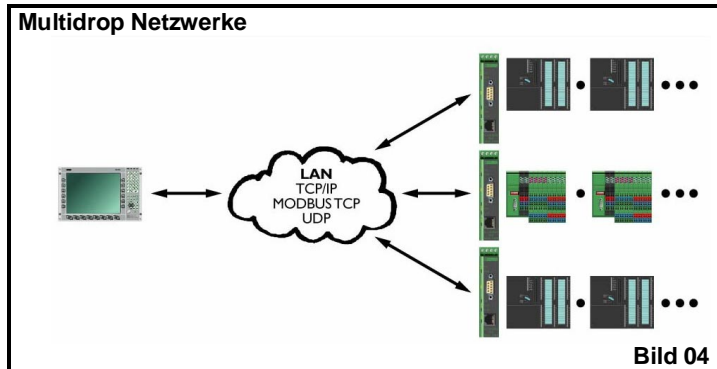 Multidrop Netzwerke
LAN
TCP/IP
MODBUS TCP
UDP
Bild 04